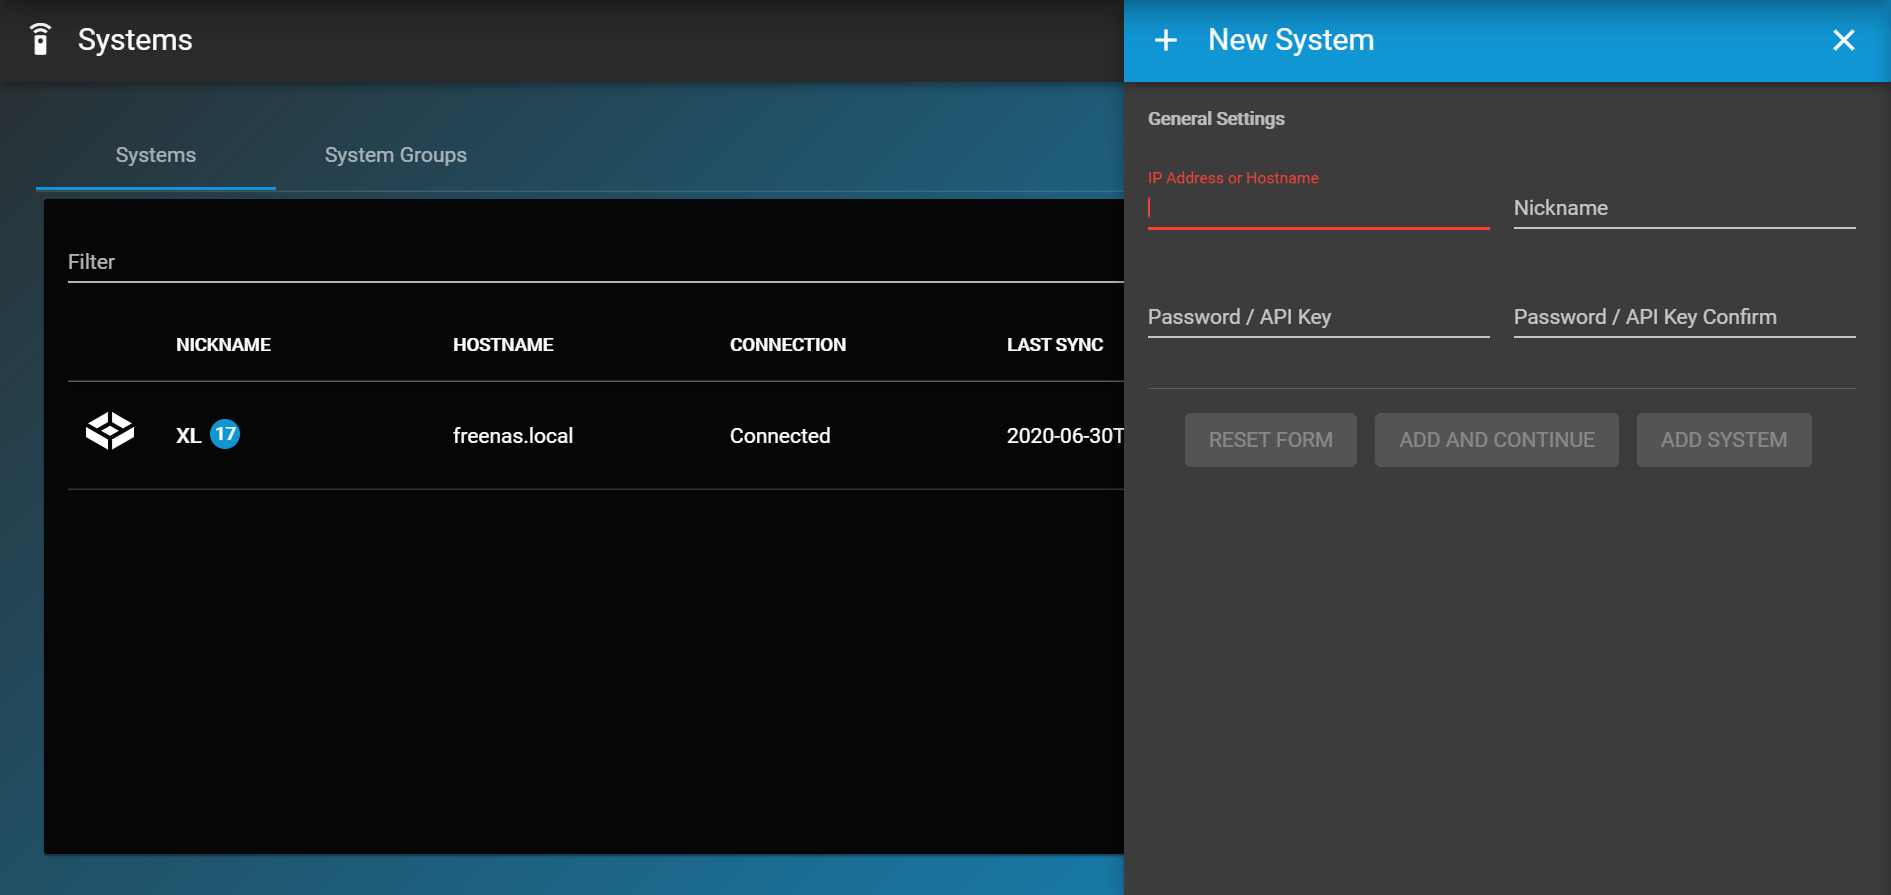 Systems
New System
General Settings
Systems
System Groups
IP Address or Hostname
Nickname
Filter
Password / API Key
Password / API Key Confirm
NICKNAME
HOSTNAME
CONNECTION
LAST SYNC
XL 17
freenas.local
Connected
2020-06-30T
RESET FORM
ADD AND CONTINUE
ADD SYSTEM